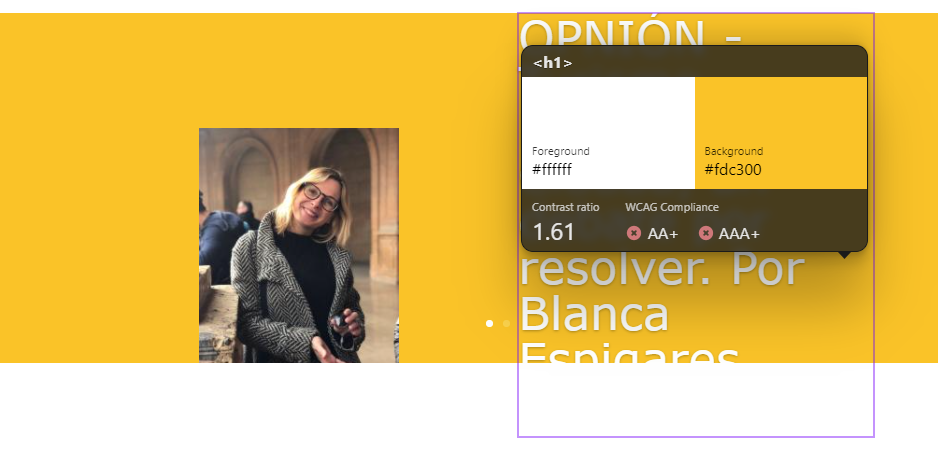 OPNIÓN -
<h1>
Foreground
#ffffff
Background
#fdc300
Contrast ratio
1.61
WCAG Compliance
AA+
AAA+
resolver. Por
Blanca
Espigares